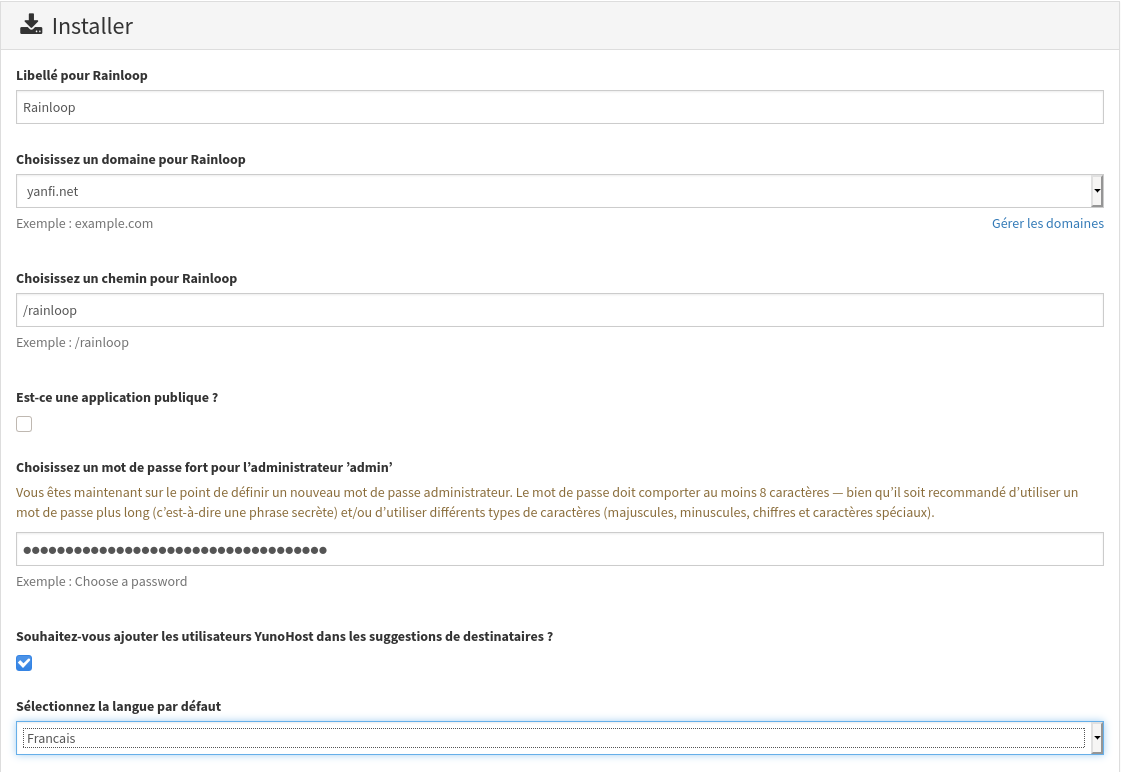 Installer
Libellé pour Rainloop
Rainloop
Choisissez un domaine pour Rainloop
yanfi.net
Exemple : example.com
Gérer les domaines
Choisissez un chemin pour Rainloop
/rainloop
Exemple : /rainloop
Est-ce une application publique ?
Choisissez un mot de passe fort pour l’administrateur ’admin’
Vous êtes maintenant sur le point de définir un nouveau mot de passe administrateur. Le mot de passe doit comporter au moins 8 caractères — bien qu’il soit recommandé d’utiliser un
mot de passe plus long (c’est-à-dire une phrase secrète) et/ou d’utiliser différents types de caractères (majuscules, minuscules, chiffres et caractères spéciaux).
Exemple : Choose a password
Souhaitez-vous ajouter les utilisateurs YunoHost dans les suggestions de destinataires ?
Sélectionnez la langue par défaut
Francais